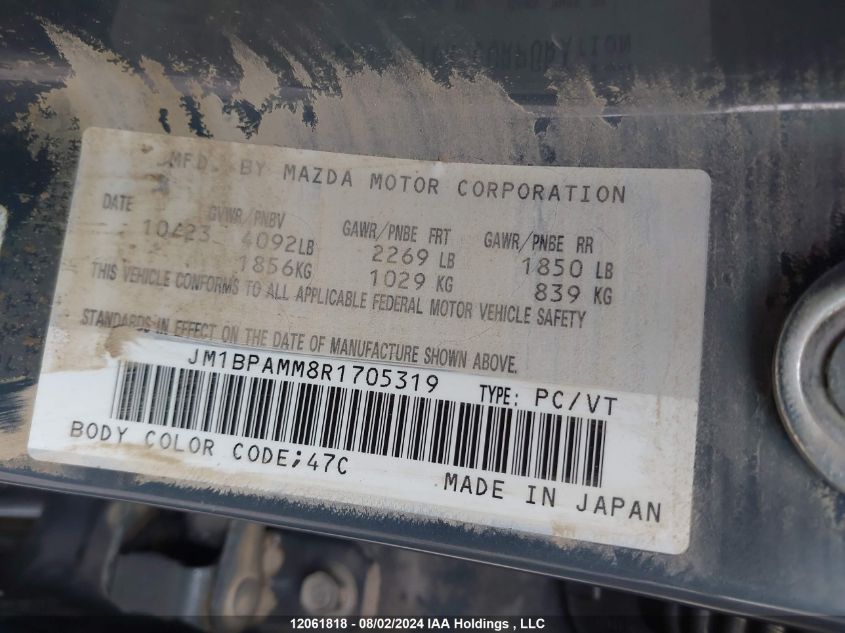 MFD. BY MAZDA MOTOR CORPORATION
DATE GVWR/PNBV GAWR/PNBE FRT GAWR/PNBE RR
10/23 4092LB 2269 LB 1850 LB
1856KG 1029 KG 839 KG
THIS VEHICLE CONFORMS TO ALL APPLICABLE FEDERAL MOTOR VEHICLE SAFETY
STANDARDS IN EFFECT ON THE DATE OF MANUFACTURE SHOWN ABOVE.
JM1BPAMM8R1705319 TYPE: PC/VT
BODY COLOR CODE;47C
MADE IN JAPAN
12061818 - 08/02/2024 IAA Holdings , LLC